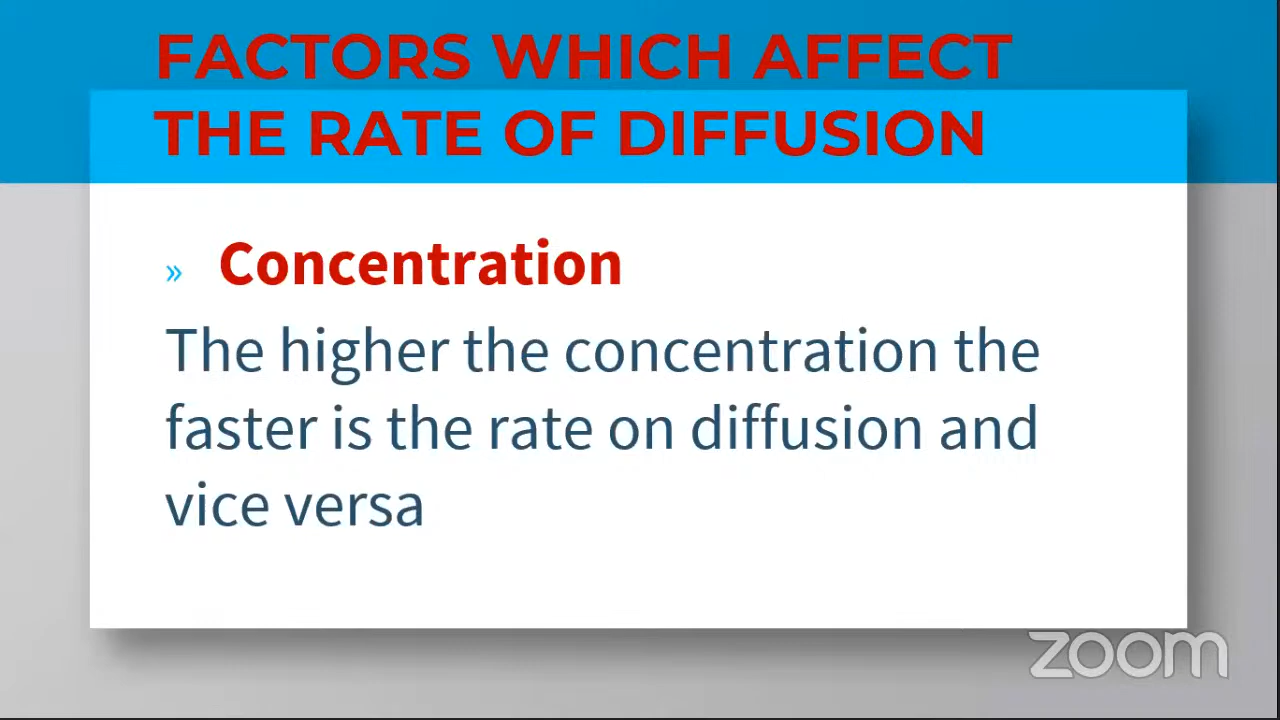 FACTORS WHICH AFFECT
THE RATE OF DIFFUSION
» Concentration
The higher the concentration the
faster is the rate on diffusion and
vice versa
zoom